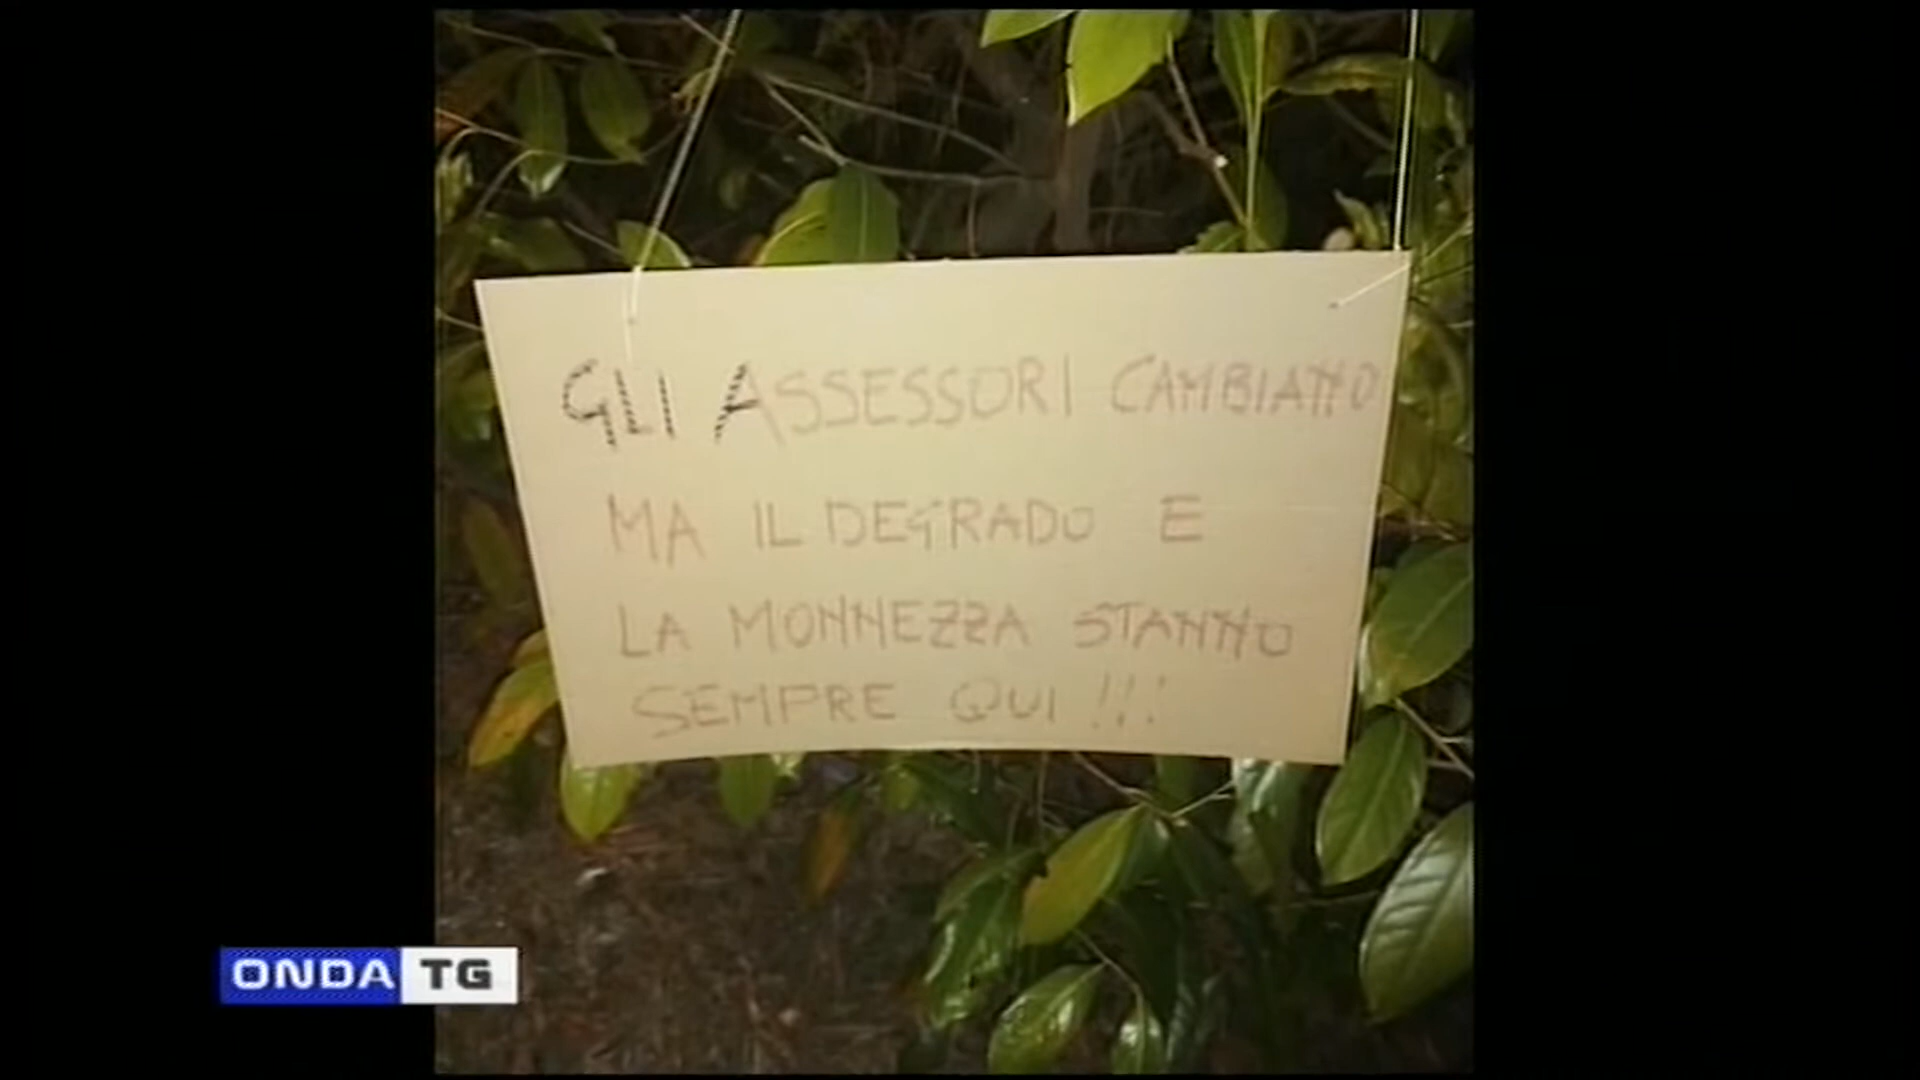 GLI ASSESSORI CAMBIANO
MA IL DEGRADO E
LA MONNEZZA STANNO
SEMPRE QUI!!!
ONDA TG